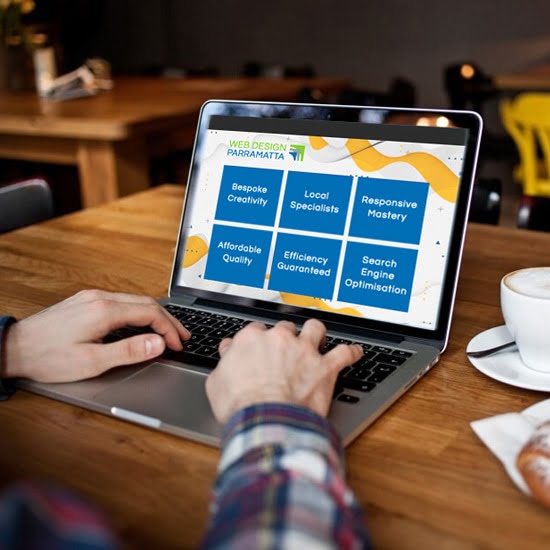 WEB DESIGN
PARRAMATTA
Bespoke
Creativity
Local
Specialists
Responsive
Mastery
Affordable
Quality
Efficiency
Guaranteed
Search
Engine
Optimisation